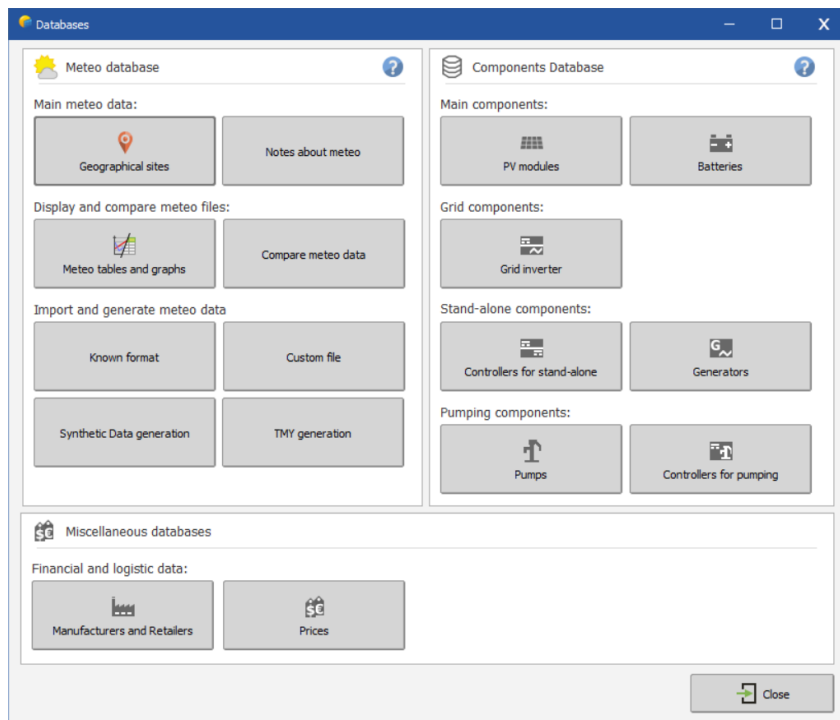 Databases
Meteo database
Main meteo data:
Geographical sites
Notes about meteo
Display and compare meteo files:
Meteo tables and graphs
Compare meteo data
Import and generate meteo data
Known format
Custom file
Synthetic Data generation
TMY generation
Components Database
Main components:
PV modules
Batteries
Grid components:
Grid inverter
Stand-alone components:
Controllers for stand-alone
G
Generators
Pumping components:
Pumps
Controllers for pumping
Miscellaneous databases
Financial and logistic data:
Manufacturers and Retailers
$€
Prices
Close